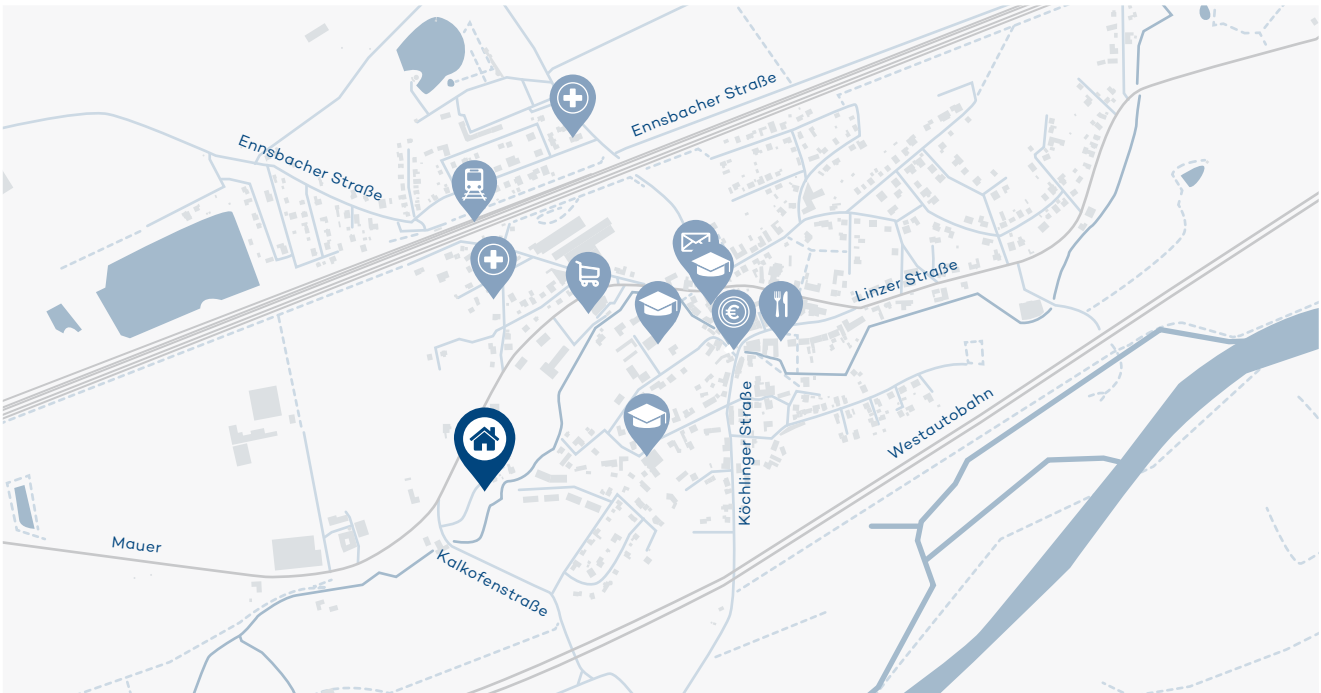 Ennsbacher Straße
Ennsbacher Straße
€
Linzer Straße
Köchlinger Straße
Westautobahn
Mauer
Kalkofenstraße